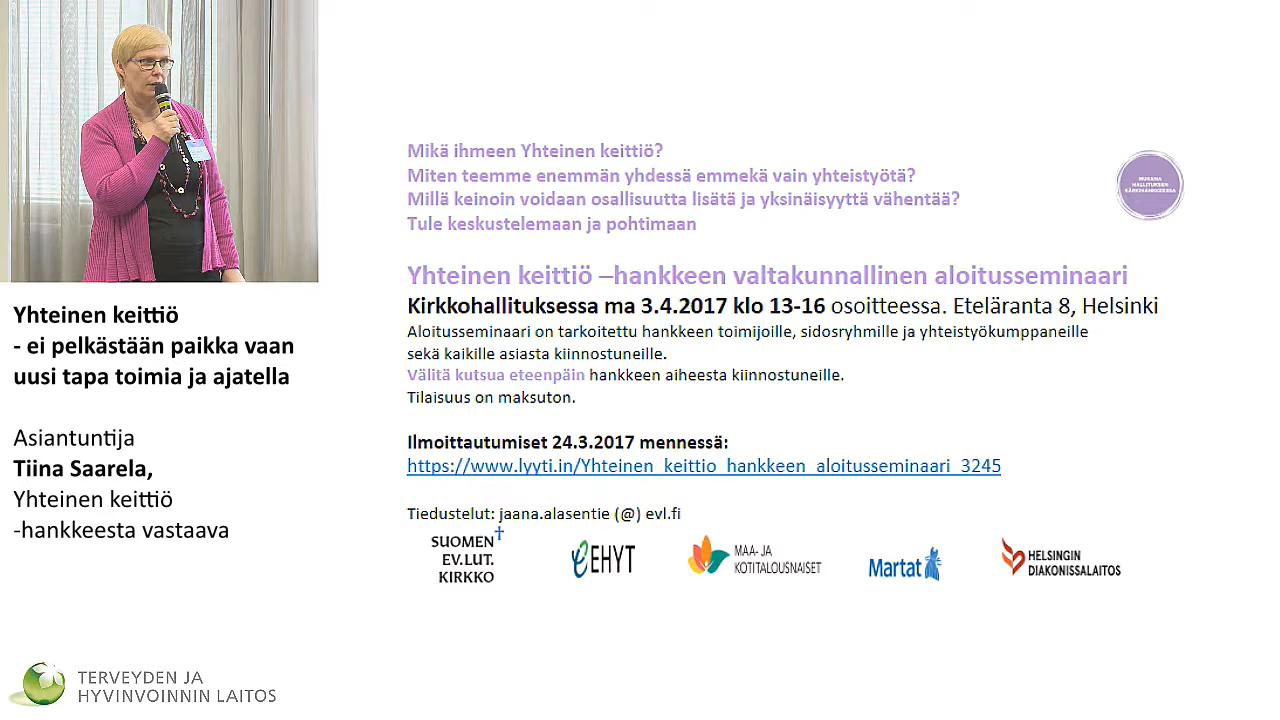 Yhteinen keittiö
- ei pelkästään paikka vaan
uusi tapa toimia ja ajatella
Asiantuntija
Tiina Saarela,
Yhteinen keittiö
-hankkeesta vastaava
TERVEYDEN JA
HYVINVOINNIN LAITOS
Mikä ihmeen Yhteinen keittiö?
Miten teemme enemmän yhdessä emmekä vain yhteistyötä?
Millä keinoin voidaan osallisuutta lisätä ja yksinäisyyttä vähentää?
Tule keskustelemaan ja pohtimaan
MUKANA
HALLITUKSEN
KÄRKIHANKKEESSA
Yhteinen keittiö –hankkeen valtakunnallinen aloitusseminaari
Kirkkohallituksessa ma 3.4.2017 klo 13-16 osoitteessa. Eteläranta 8, Helsinki
Aloitusseminaari on tarkoitettu hankkeen toimijoille, sidosryhmille ja yhteistyökumppaneille
sekä kaikille asiasta kiinnostuneille.
Välitä kutsua eteenpäin hankkeen aiheesta kiinnostuneille.
Tilaisuus on maksuton.
Ilmoittautumiset 24.3.2017 mennessä:
https://www.lyyti.in/Yhteinen_keittio_hankkeen_aloitusseminaari_3245
Tiedustelut: jaana.alasentie (@) evl.fi
SUOMEN
EV.LUT.
KIRKKO
EHYT
MAA- JA
KOTITALOUSNAISET
Martat
HELSINGIN
DIAKONISSALAITOS